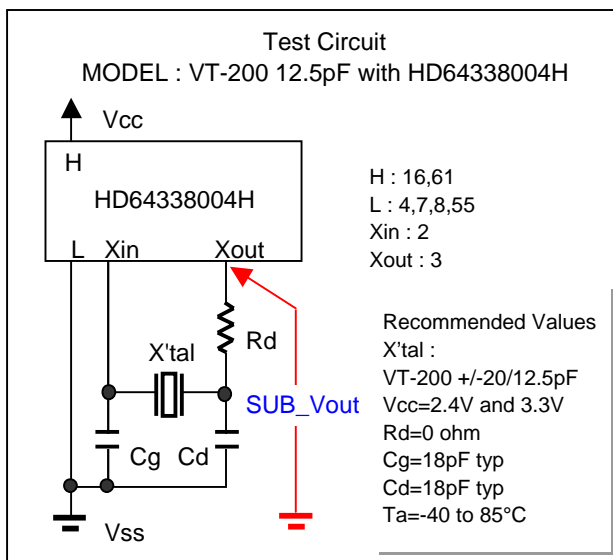 Test Circuit
MODEL : VT-200 12.5pF with HD64338004H
Vcc
H
HD64338004H
L Xin Xout
H : 16,61
L : 4,7,8,55
Xin : 2
Xout : 3
Rd
X'tal
SUB_Vout
Cg Cd
Vss
Recommended Values
X'tal :
VT-200 +/-20/12.5pF
Vcc=2.4V and 3.3V
Rd=0 ohm
Cg=18pF typ
Cd=18pF typ
Ta=-40 to 85°C